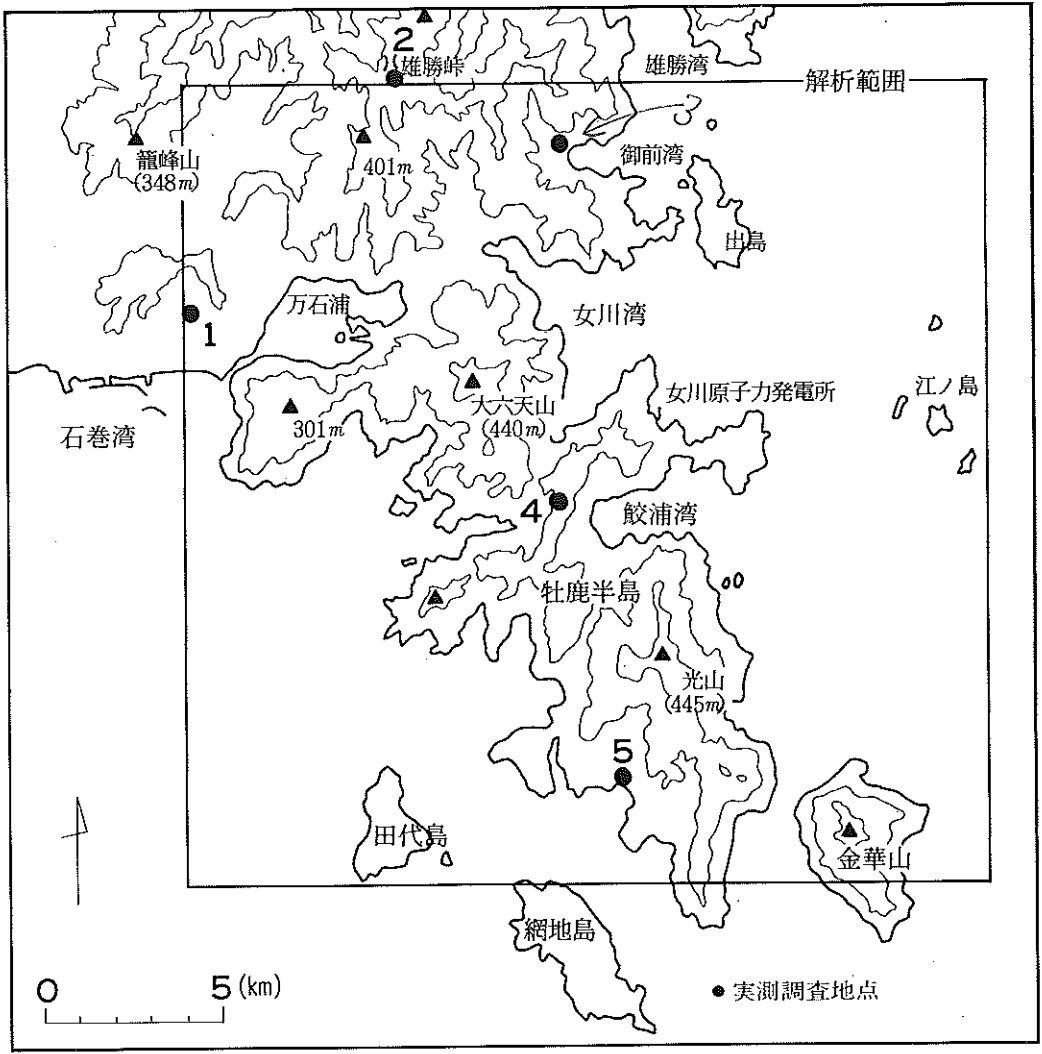 2
雄勝峠
雄勝湾
解析範囲
3
籠峰山
(348m)
401m
御前湾
出島
万石浦
女川湾
1
大六天山
(440m)
女川原子力発電所
江ノ島
301m
石巻湾
4
鮫浦湾
牡鹿半島
光山
(445m)
5
田代島
金華山
網地島
0 5 (km)
● 実測調査地点